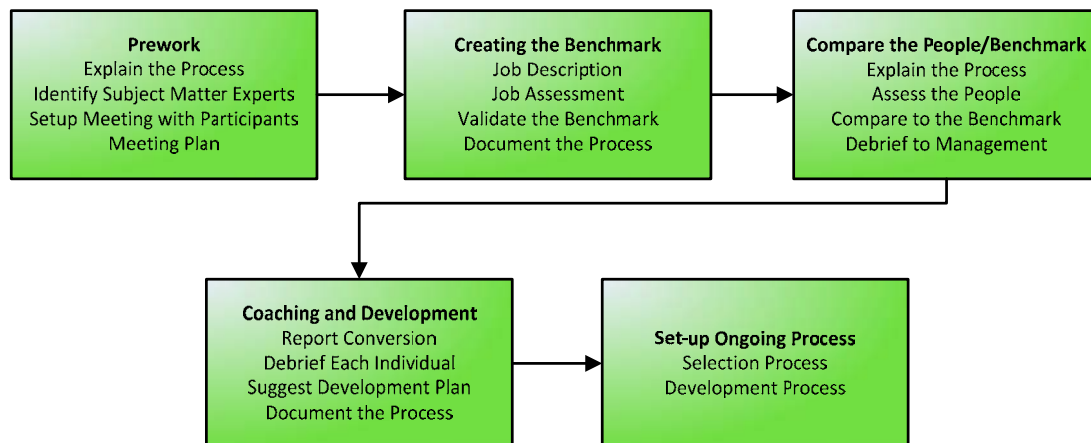 Prework
Explain the Process
Identify Subject Matter Experts
Setup Meeting with Participants
Meeting Plan
Creating the Benchmark
Job Description
Job Assessment
Validate the Benchmark
Document the Process
Compare the People/Benchmark
Explain the Process
Assess the People
Compare to the Benchmark
Debrief to Management
Coaching and Development
Report Conversion
Debrief Each Individual
Suggest Development Plan
Document the Process
Set-up Ongoing Process
Selection Process
Development Process